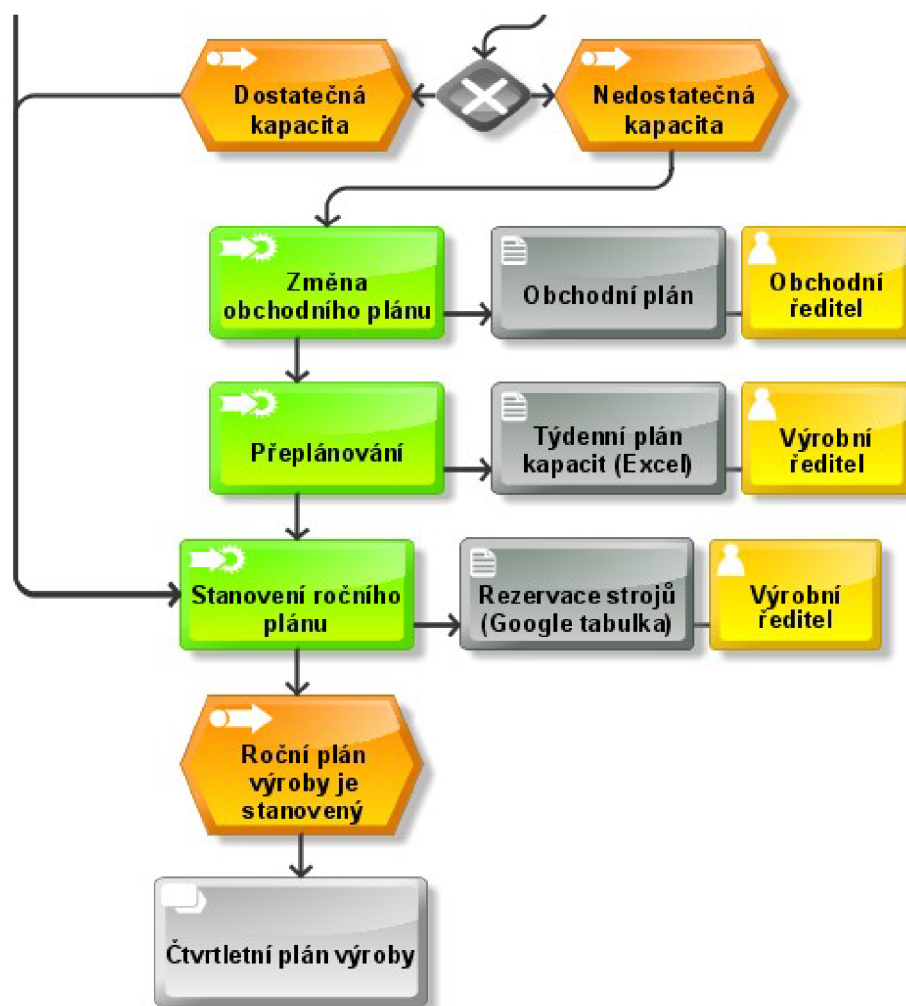 Dostatečná
kapacita
Nedostatečná
kapacita
Změna
obchodního plánu
Obchodní plán
Obchodní
ředitel
Přeplánování
Týdenní plán
kapacit (Excel)
Výrobní
ředitel
Stanovení ročního
plánu
Rezervace strojů
(Google tabulka)
Výrobní
ředitel
Roční plán
výroby je
stanovený
Čtvrtletní plán výroby